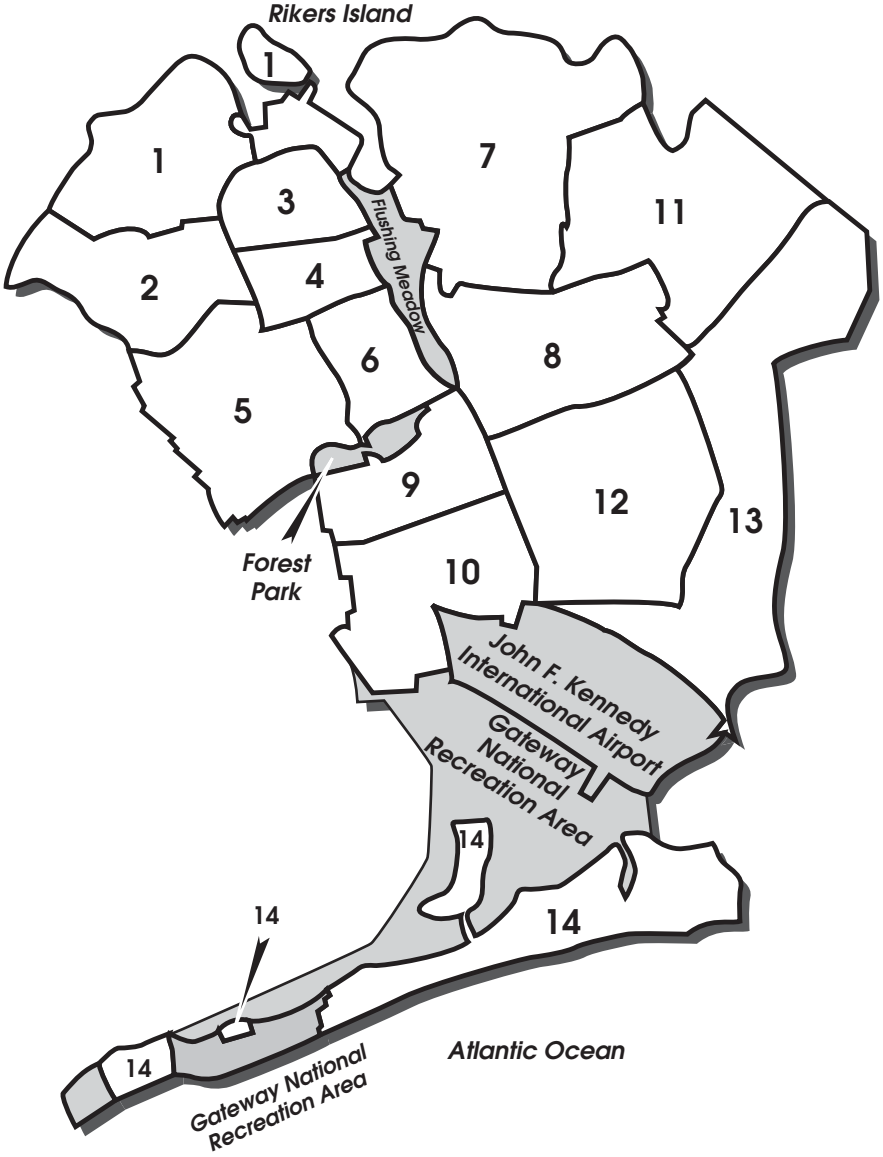 Rikers Island
1
1
7
3
11
Flushing Meadow
4
2
8
6
5
9
12
13
Forest
Park
10
John F. Kennedy
International Airport
Gateway
National
Recreation Area
14
14
14
14
Atlantic Ocean
Gateway National
Recreation Area